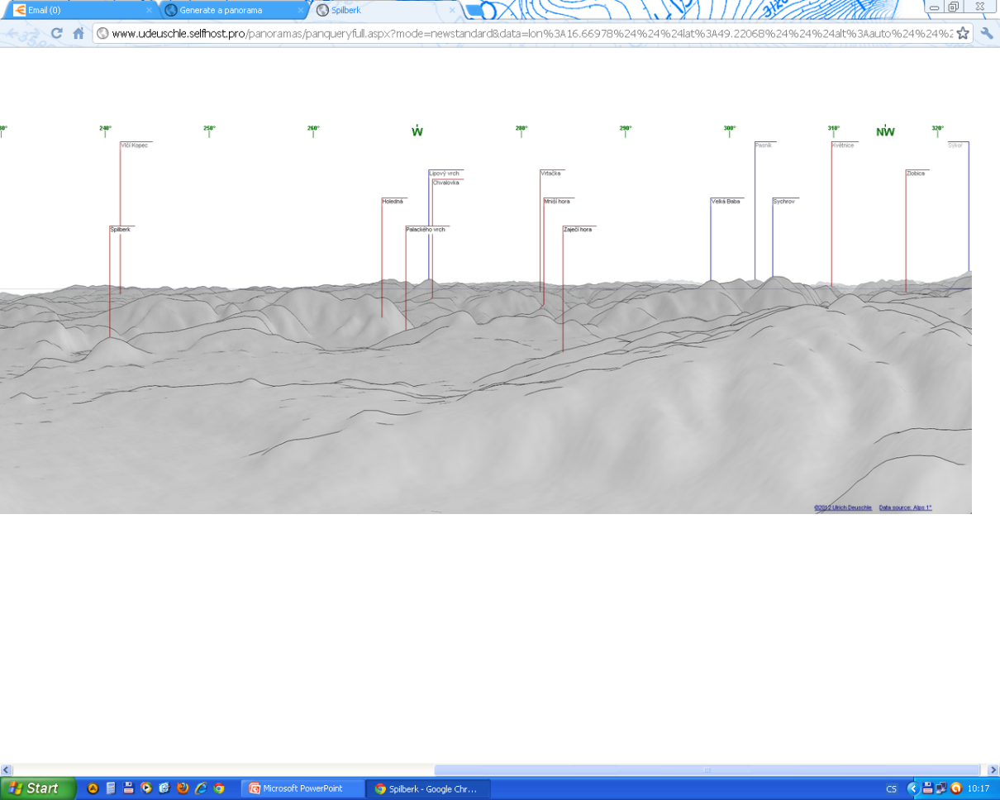 Email (0)
Generate a panorama
Spilberk
www.udeuschle.selfhost.pro/panoramas/panqueryfull.aspx?mode=newstandard&data=lon%3A16.66978%24%24%24lat%3A49.22068%24%24%24alt%3Aauto%24%24%2
240°
250°
260°
W
280°
290°
300°
310°
NW
320°
Vlčí Kopec
Pasník
Květnice
Sýkoř
Lipový vrch
Chvalovka
Vrtačka
Zlobice
Holedná
Mniší hora
Velká Baba
Sychrov
Spilberk
Palackého vrch
Zaječí hora
©2012 Ulrich Deuschle
Data source: Alps 1"
Start
Microsoft PowerPoint
Spilberk - Google Chr...
CS
10:17